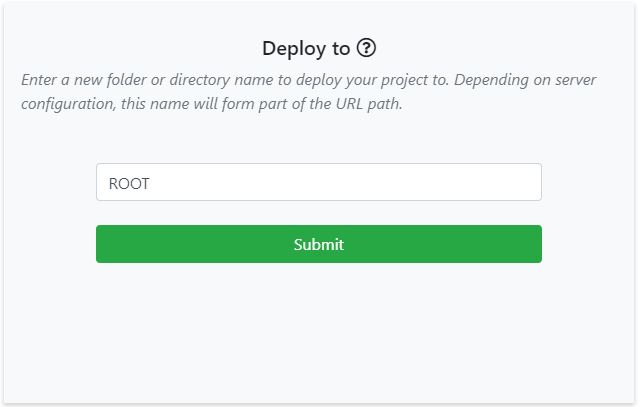 Deploy to ?
Enter a new folder or directory name to deploy your project to. Depending on server
configuration, this name will form part of the URL path.
ROOT
Submit